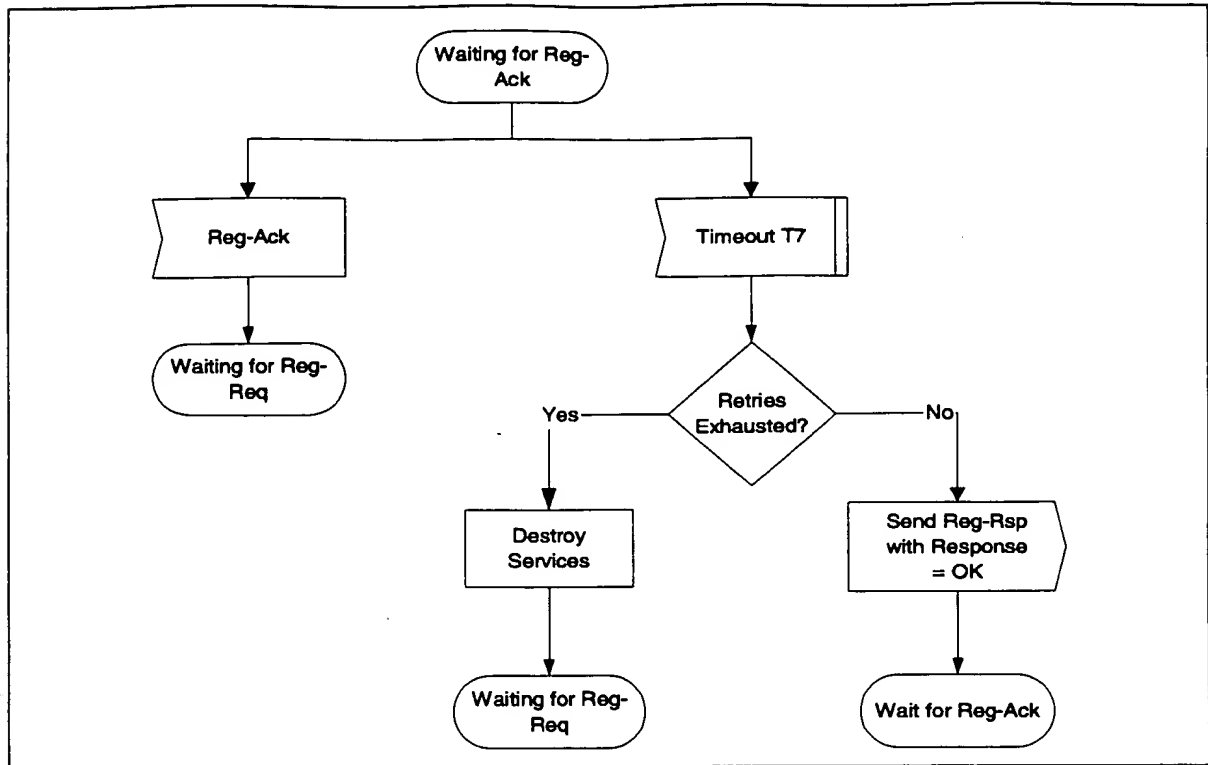 Waiting for Reg-
Ack
Reg-Ack
Timeout T7
Waiting for Reg-
Req
Retries
Exhausted?
Yes
No
Destroy
Services
Send Reg-Rsp
with Response
= OK
Waiting for Reg-
Req
Wait for Reg-Ack